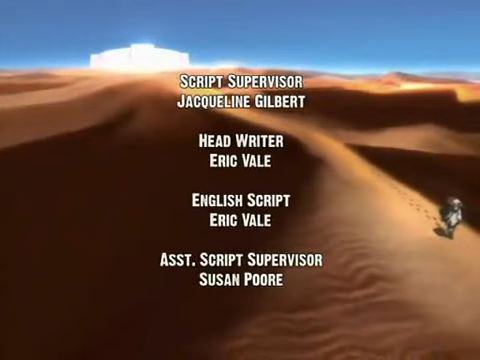 Script Supervisor
Jacqueline Gilbert
Head Writer
Eric Vale
English Script
Eric Vale
Asst. Script Supervisor
Susan Poore